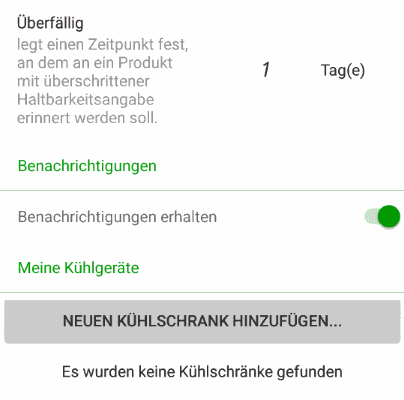 Überfällig
legt einen Zeitpunkt fest,
an dem an ein Produkt
mit überschrittener
Haltbarkeitsangabe
erinnert werden soll.
1 Tag(e)
Benachrichtigungen
Benachrichtigungen erhalten
Meine Kühlgeräte
NEUEN KÜHLSCHRANK HINZUFÜGEN...
Es wurden keine Kühlschränke gefunden